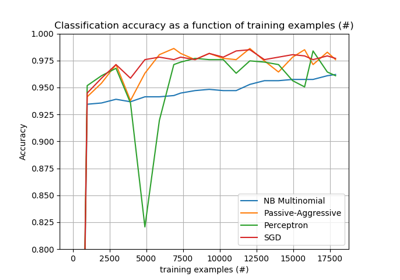 Classification accuracy as a function of training examples (#)
1.000
0.975
0.950
0.925
0.900
0.875
0.850
0.825
0.800
Accuracy
NB Multinomial
Passive-Aggressive
Perceptron
SGD
0 2500 5000 7500 10000 12500 15000 17500
training examples (#)